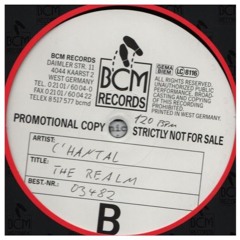 BCM RECORDS
DAIMLER STR. 11
4044 KAARST 2
WEST GERMANY
TEL. 0 21 01 / 60 04-0
FAX 0 21 01 / 60 04 22
TELEX 8 517 577 bcmd
BCM
RECORDS
GEMA
BIEM
LC 8116
ALL RIGHTS RESERVED
UNAUTHORIZED PUBLIC
PERFORMANCE, BROAD-
CASTING AND COPYING
OF THIS RECORDING
PROHIBITED.
PRINTED IN WEST GERMANY.
120 BPM
PROMOTIONAL COPY
STRICTLY NOT FOR SALE
ARTIST:
C'HANTAL
TITLE:
THE REALM
BEST.-NR.:
03482
B